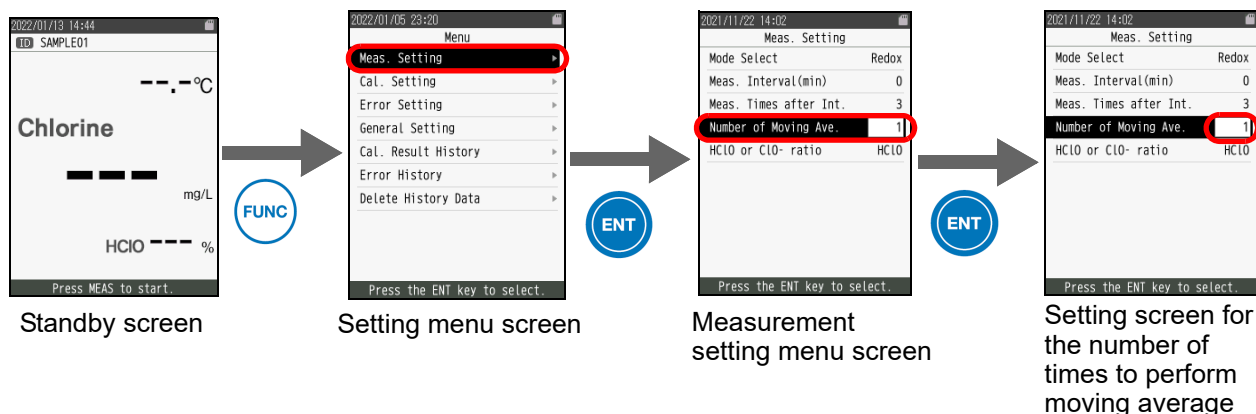 2022/01/13 14:44
ID SAMPLE01
--.-℃
Chlorine
---
mg/L
HClO --- %
Press MEAS to start.
Standby screen
FUNC
2022/01/05 23:20
Menu
Meas. Setting
Cal. Setting
Error Setting
General Setting
Cal. Result History
Error History
Delete History Data
Press the ENT key to select.
Setting menu screen
ENT
2021/11/22 14:02
Meas. Setting
Mode Select Redox
Meas. Interval(min) 0
Meas. Times after Int. 3
Number of Moving Ave. 1
HClO or ClO- ratio HClO
Press the ENT key to select.
Measurement
setting menu screen
ENT
2021/11/22 14:02
Meas. Setting
Mode Select Redox
Meas. Interval(min) 0
Meas. Times after Int. 3
Number of Moving Ave. 1
HClO or ClO- ratio HClO
Press the ENT key to select.
Setting screen for
the number of
times to perform
moving average